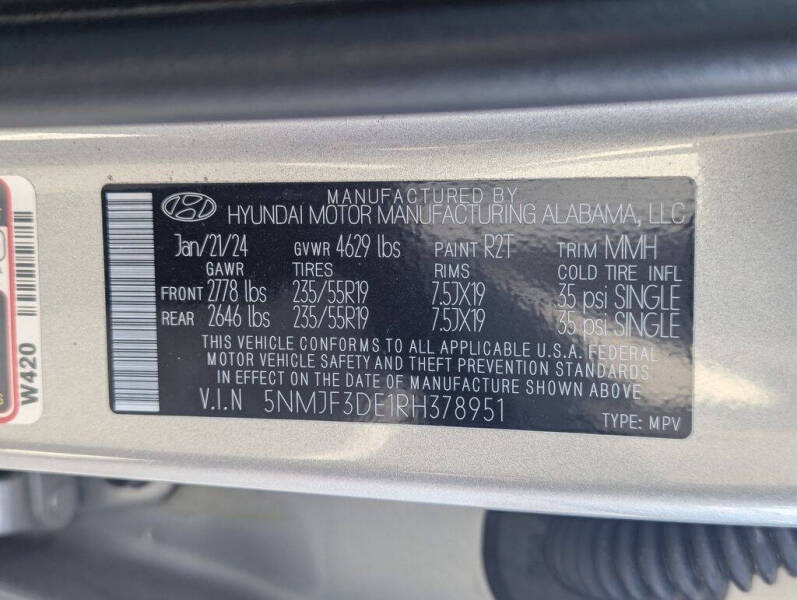 MANUFACTURED BY
HYUNDAI MOTOR MANUFACTURING ALABAMA, LLC
Jan/21/24 GVWR 4629 lbs PAINT R2T TRIM MMH
GAWR TIRES RIMS COLD TIRE INFL
FRONT 2778 lbs 235/55R19 7.5JX19 35 psi SINGLE
REAR 2646 lbs 235/55R19 7.5JX19 35 psi SINGLE
THIS VEHICLE CONFORMS TO ALL APPLICABLE U.S.A. FEDERAL
MOTOR VEHICLE SAFETY AND THEFT PREVENTION STANDARDS
IN EFFECT ON THE DATE OF MANUFACTURE SHOWN ABOVE
V.I.N 5NMJF3DE1RH378951
TYPE: MPV
W420